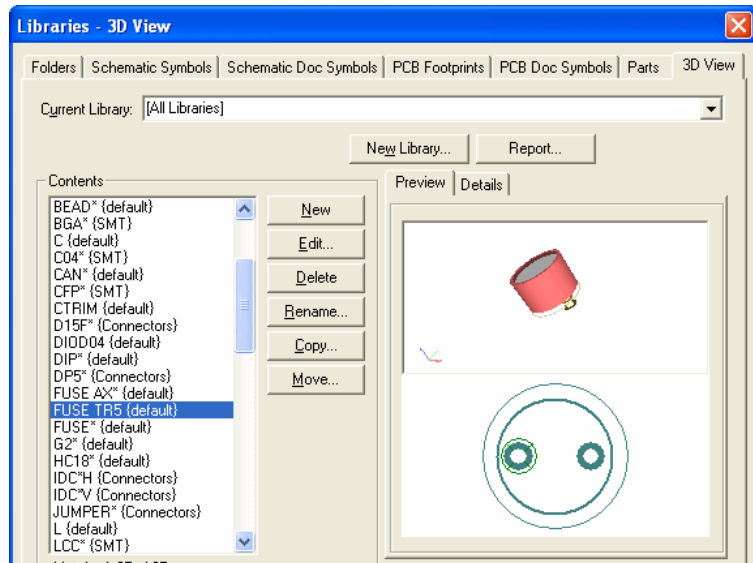 Libraries - 3D View
Folders Schematic Symbols Schematic Doc Symbols PCB Footprints PCB Doc Symbols Parts 3D View
Current Library: [All Libraries]
New Library... Report...
Contents
Preview Details
BEAD* {default}
BGA* {SMT}
C {default}
C04* {SMT}
CAN* {default}
CFP* {SMT}
CTRIM {default}
D15F* {Connectors}
DIOD04 {default}
DIP* {default}
DP5* {Connectors}
FUSE AX* {default}
FUSE TR5 {default}
FUSE* {default}
G2* {default}
HC18* {default}
IDC*H {Connectors}
IDC*V {Connectors}
JUMPER* {Connectors}
L {default}
LCC* {SMT}
New
Edit...
Delete
Rename...
Copy...
Move...